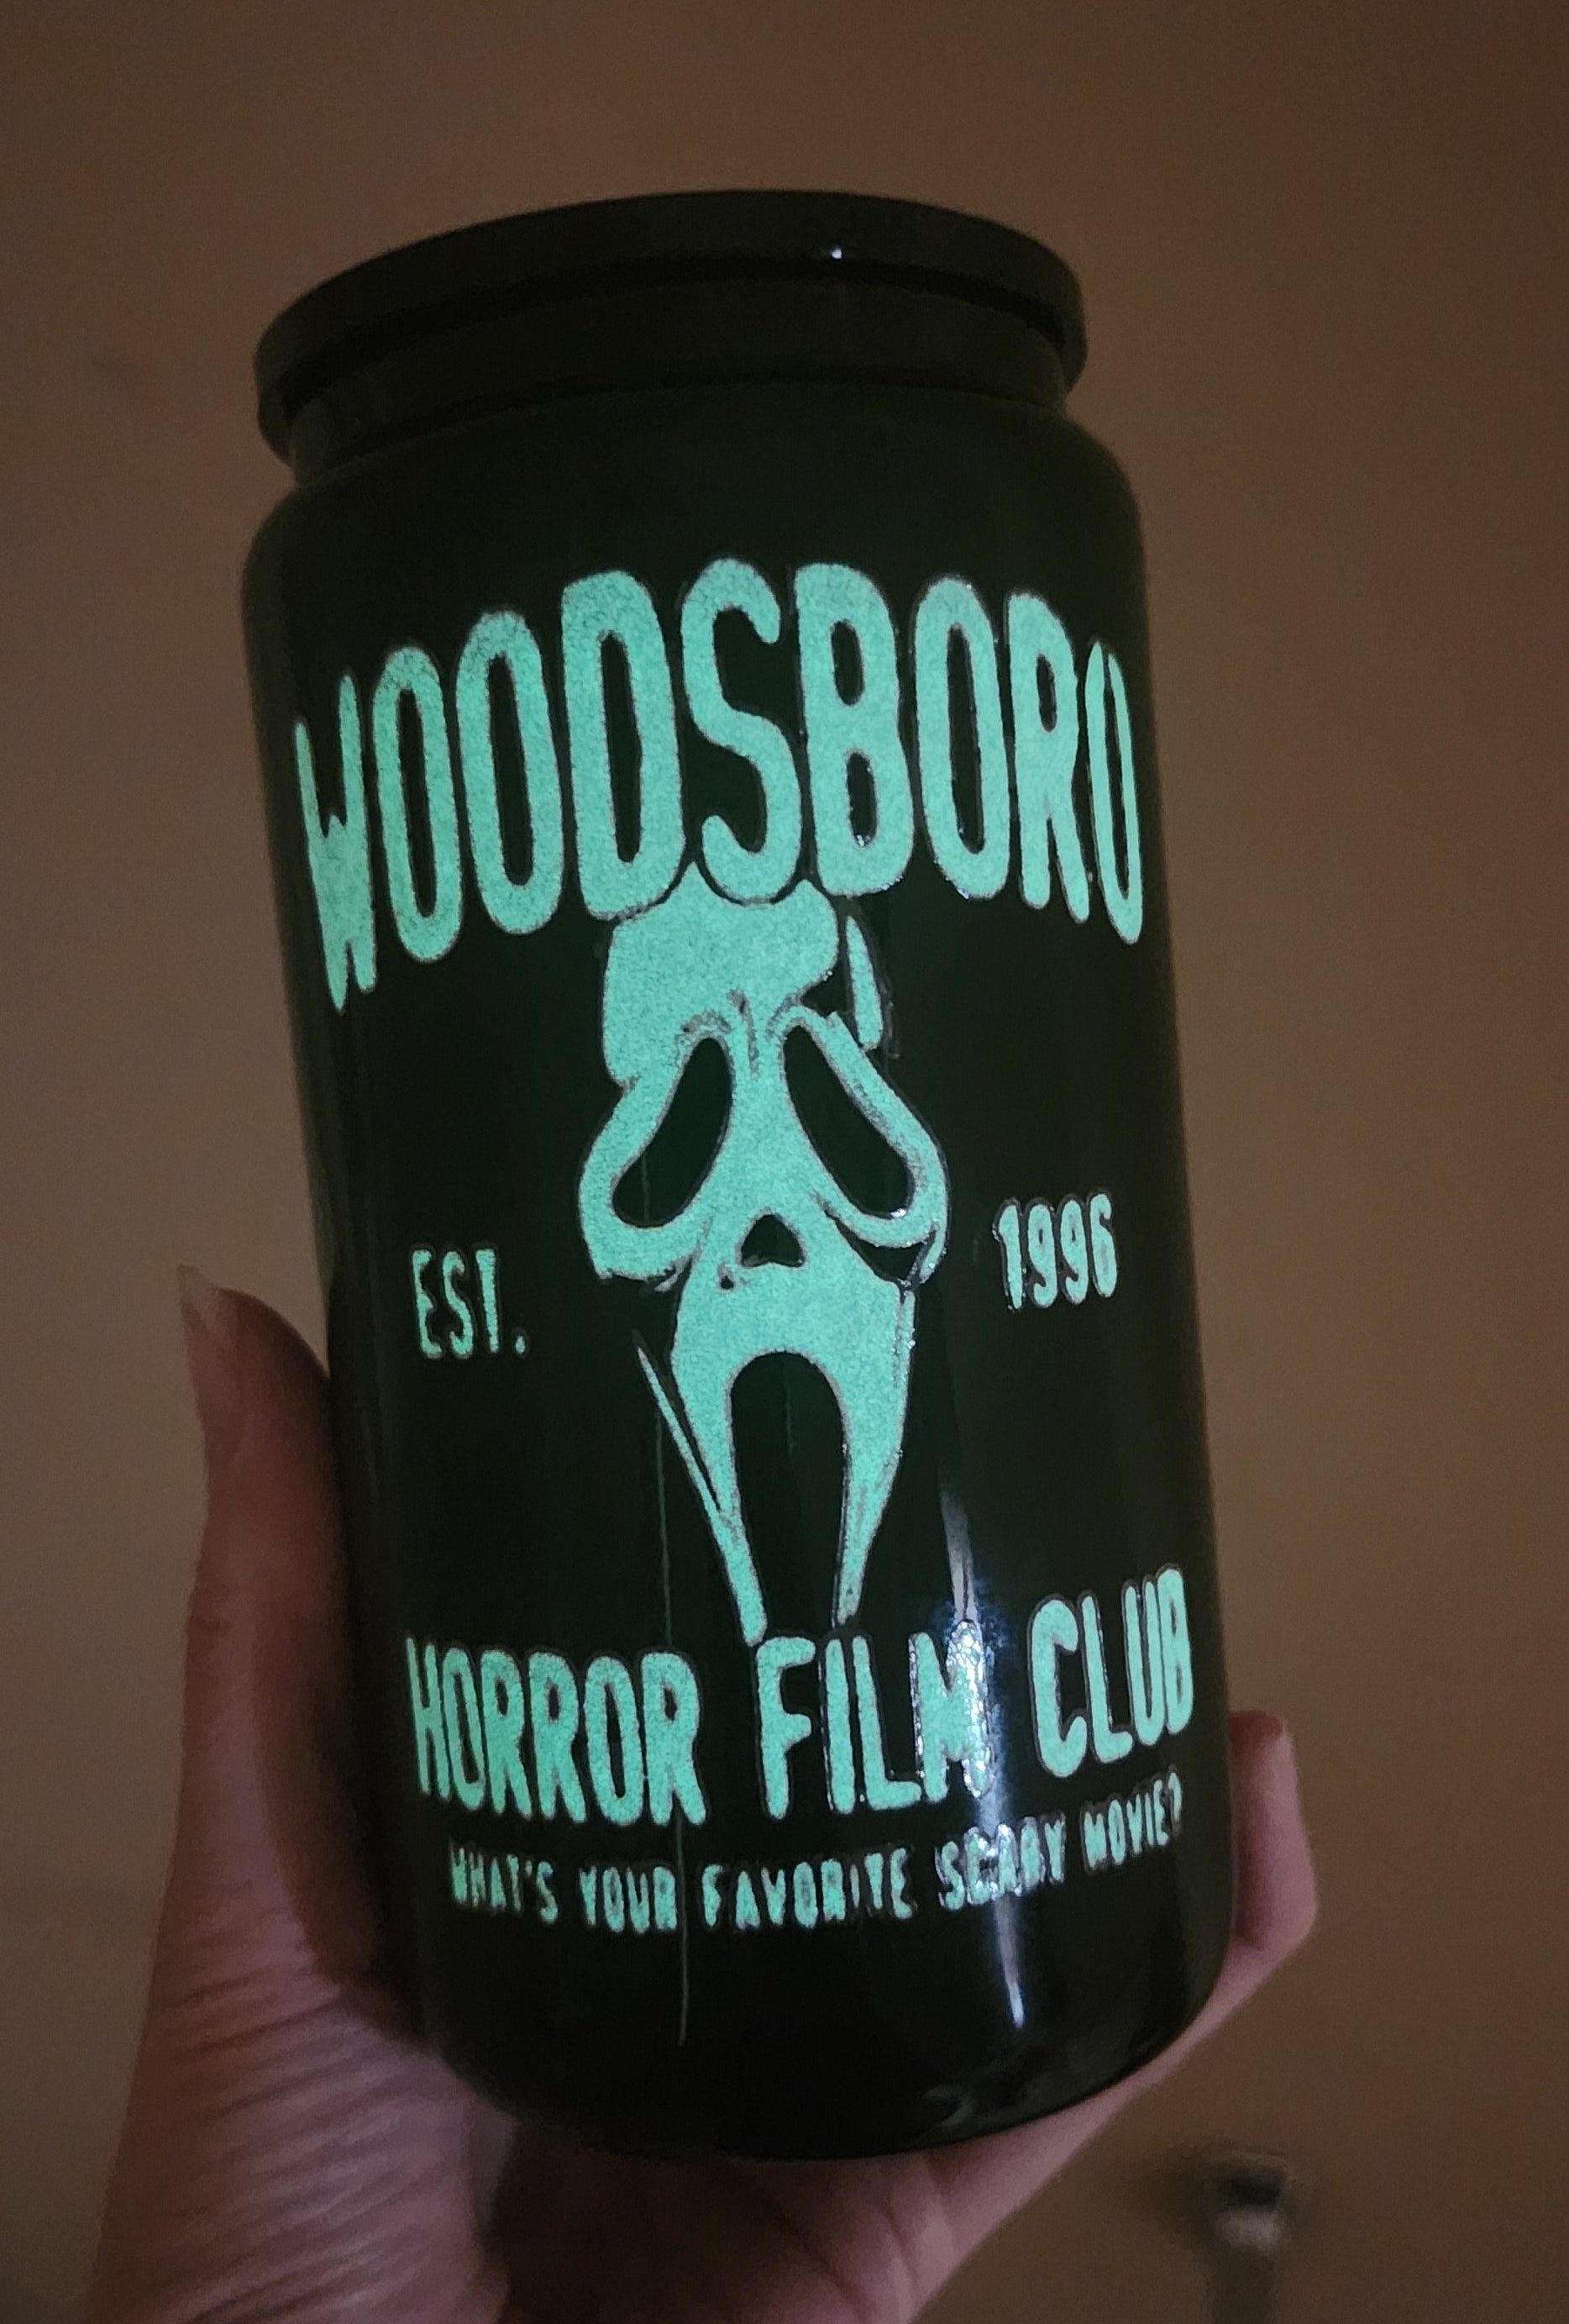 WOODSBORO
EST. 1996
HORROR FILM CLUB
WHAT'S YOUR FAVORITE SCARY MOVIE?